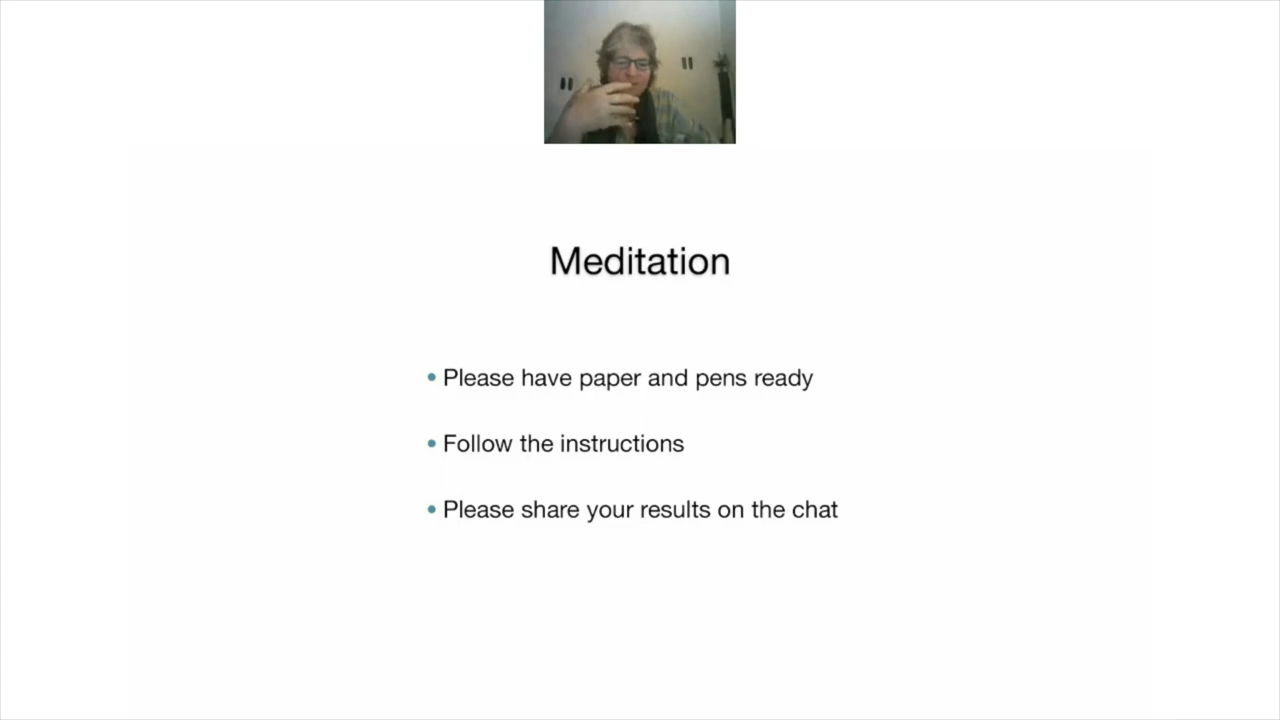 Meditation
• Please have paper and pens ready
• Follow the instructions
• Please share your results on the chat